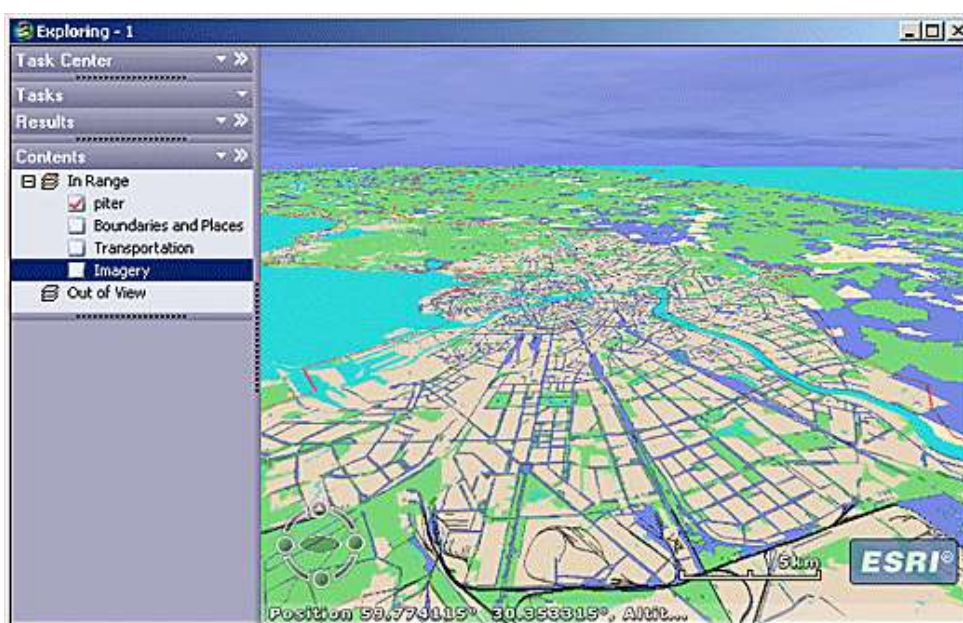 Exploring - 1
Task Center
Tasks
Results
Contents
In Range
piter
Boundaries and Places
Transportation
Imagery
Out of View
5km
ESRI®
Position 59.774115° 30.353315°, Altit...